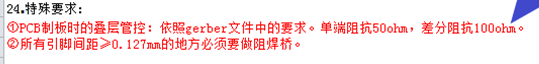 24.特殊要求:
①PCB制板时的叠层管控:依照gerber文件中的要求。单端阻抗50ohm,差分阻抗100ohm。
②所有引脚间距≥0.127mm的地方必须要做阻焊桥。